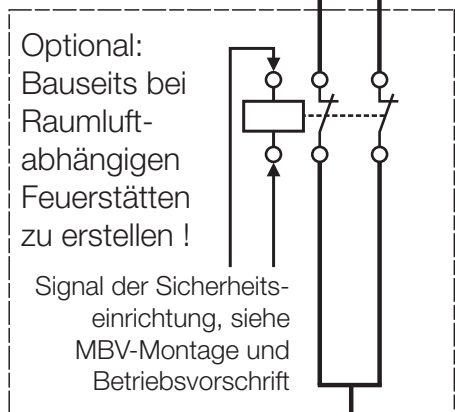 Optional:
Bauseits bei
Raumluft-
abhängigen
Feuerstätten
zu erstellen !
Signal der Sicherheits-
einrichtung, siehe
MBV-Montage und
Betriebsvorschrift